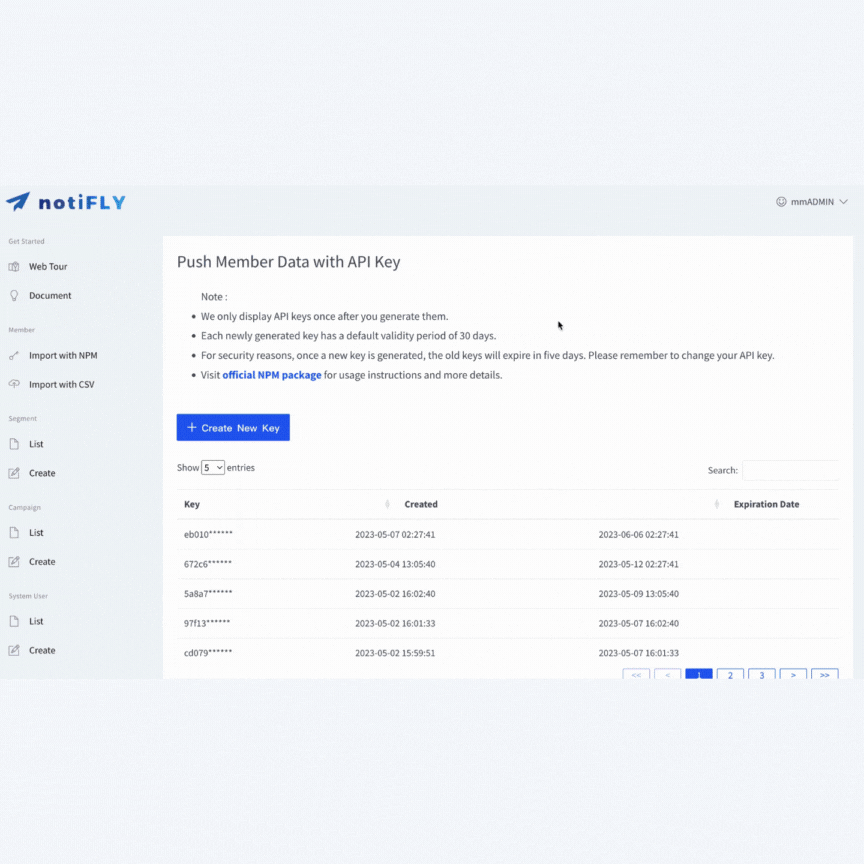 notiFLY
mmADMIN
Get Started
Web Tour
Document
Member
Import with NPM
Import with CSV
Segment
List
Create
Campaign
List
Create
System User
List
Create
Push Member Data with API Key
Note :
• We only display API keys once after you generate them.
• Each newly generated key has a default validity period of 30 days.
• For security reasons, once a new key is generated, the old keys will expire in five days. Please remember to change your API key.
• Visit official NPM package for usage instructions and more details.
+ Create New Key
Show 5 entries
Search:
Key Created Expiration Date
eb010****** 2023-05-07 02:27:41 2023-06-06 02:27:41
672c6****** 2023-05-04 13:05:40 2023-05-12 02:27:41
5a8a7****** 2023-05-02 16:02:40 2023-05-09 13:05:40
97f13****** 2023-05-02 16:01:33 2023-05-07 16:02:40
cd079****** 2023-05-02 15:59:51 2023-05-07 16:01:33
<< < 1 2 3 > >>